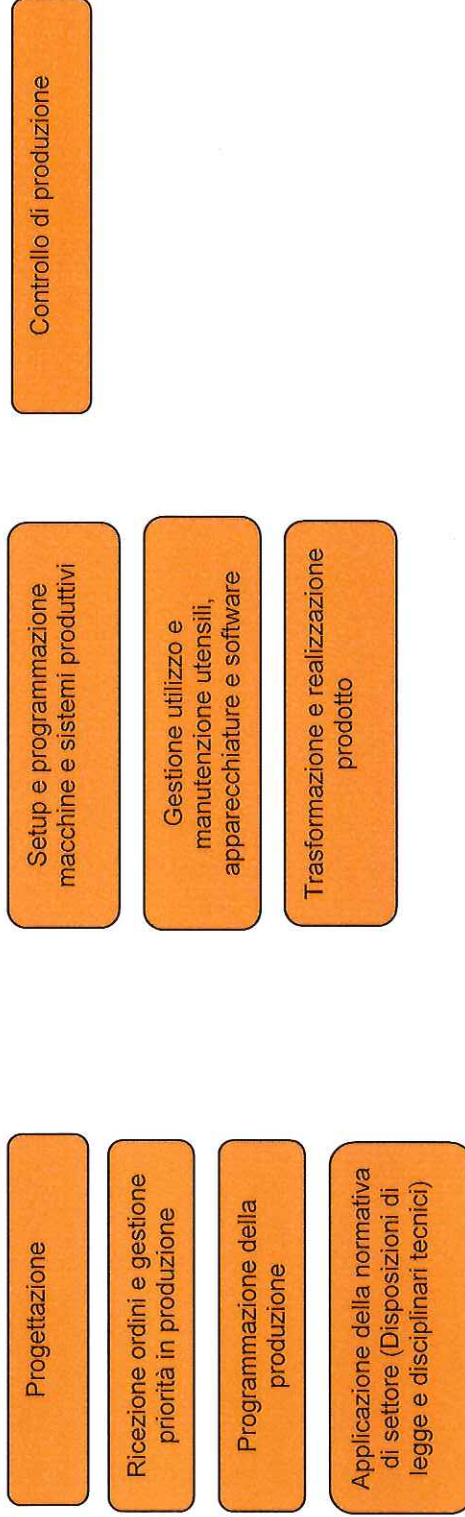 Progettazione
Ricezione ordini e gestione
priorità in produzione
Programmazione della
produzione
Applicazione della normativa
di settore (Disposizioni di
legge e disciplinari tecnici)
Setup e programmazione
macchine e sistemi produttivi
Gestione utilizzo e
manutenzione utensili,
apparecchiature e software
Trasformazione e realizzazione
prodotto
Controllo di produzione